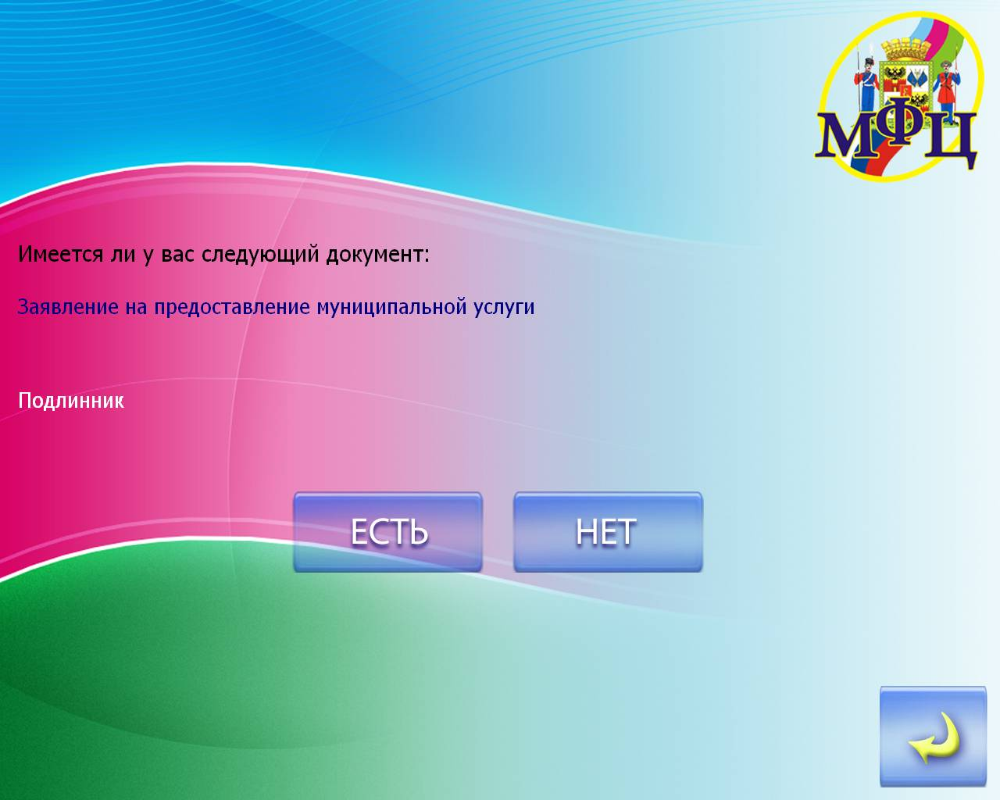 МФЦ
Имеется ли у вас следующий документ:
Заявление на предоставление муниципальной услуги
Подлинник
ЕСТЬ
НЕТ